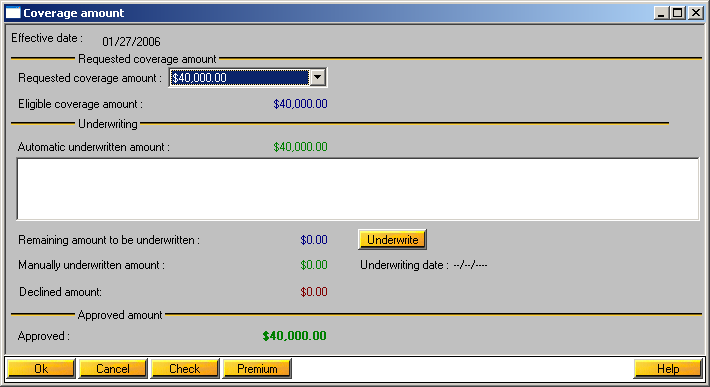 Coverage amount
Effective date : 01/27/2006
Requested coverage amount
Requested coverage amount : $40,000.00
Eligible coverage amount : $40,000.00
Underwriting
Automatic underwritten amount : $40,000.00
Remaining amount to be underwritten : $0.00 Underwrite
Manually underwritten amount : $0.00 Underwriting date : --/--/----
Declined amount: $0.00
Approved amount
Approved : $40,000.00
Ok Cancel Check Premium Help